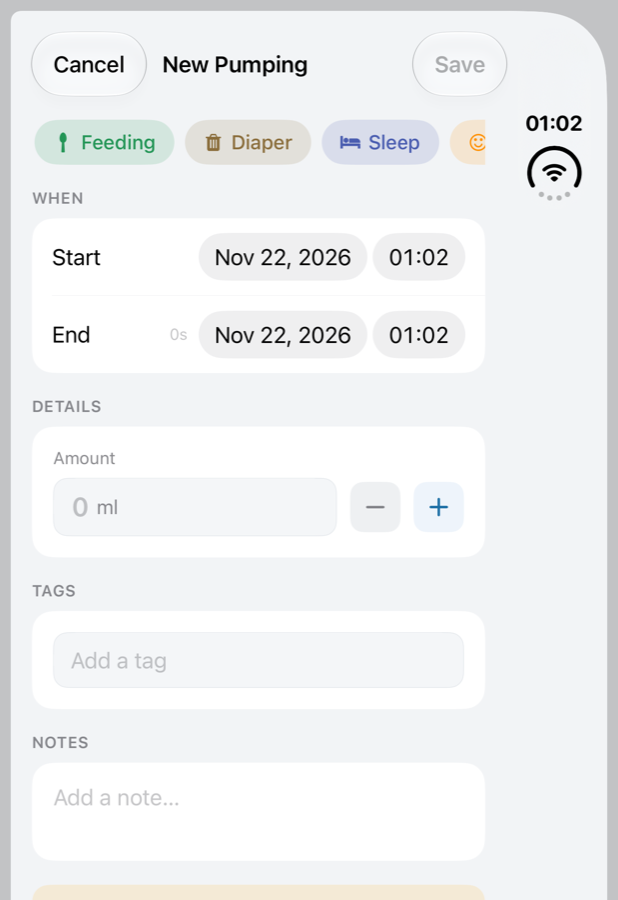 Cancel New Pumping Save
01:02
Feeding Diaper Sleep
WHEN
Start Nov 22, 2026 01:02
End 0s Nov 22, 2026 01:02
DETAILS
Amount
0 ml
TAGS
Add a tag
NOTES
Add a note...